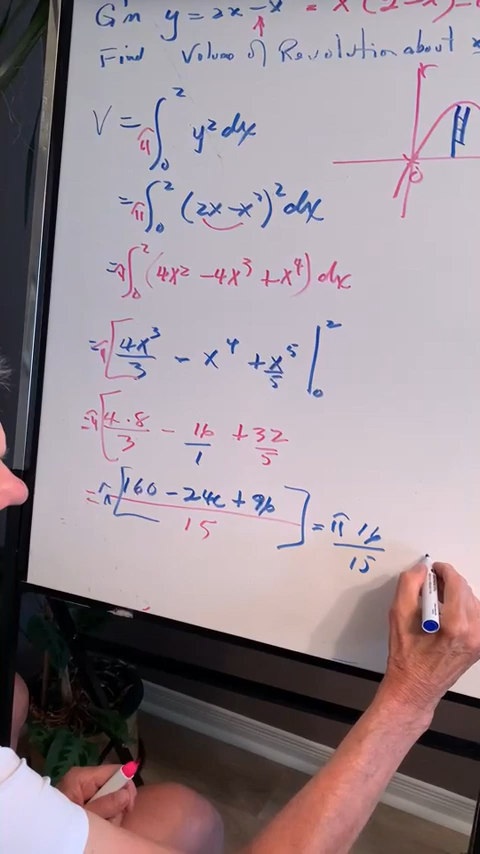 G'n y = 2x - x² = x(2-x) =
Find Volume of Revolution about x
V = π∫₀² y² dx
= π∫₀² (2x - x²)² dx
= π∫₀² (4x² - 4x³ + x⁴) dx
= π[4x³/3 - x⁴ + x⁵/5 |₀²
= π[4·8/3 - 16/1 + 32/5
= π[160 - 240 + 96 / 15] = π 16/15
0